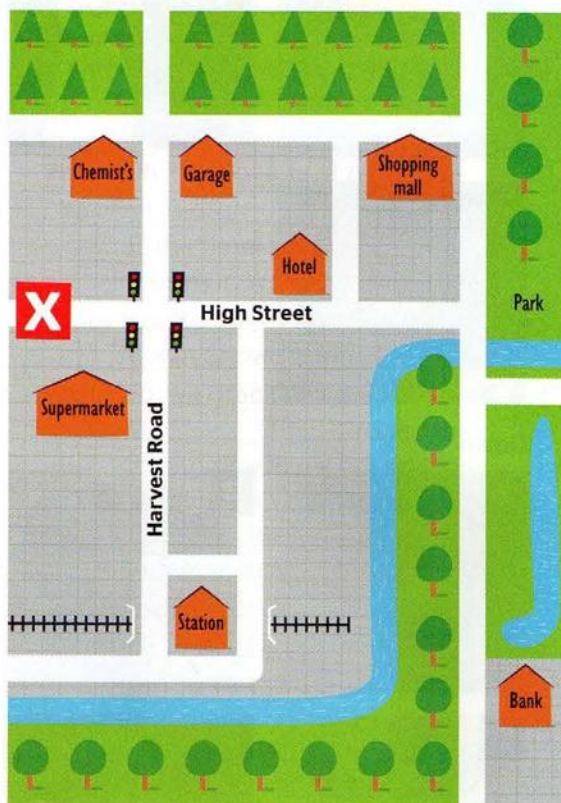 Chemist's
Garage
Shopping
mall
Hotel
Park
X
High Street
Supermarket
Harvest Road
Station
Bank